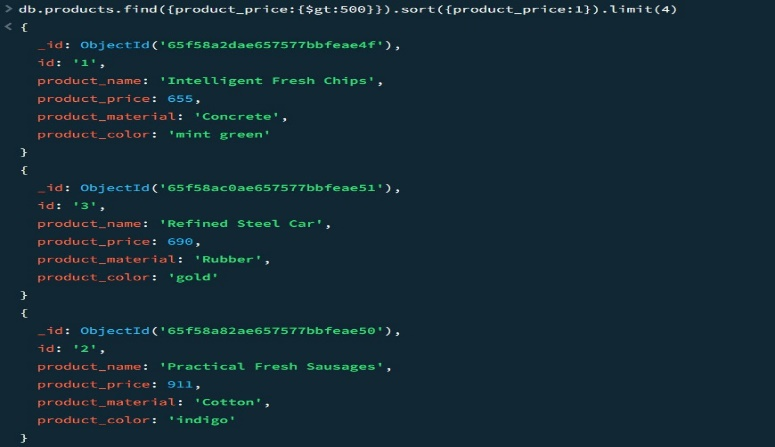 > db.products.find({product_price:{$gt:500}}).sort({product_price:1}).limit(4)
< {
_id: ObjectId('65f58a2dae657577bbfeae4f'),
id: '1',
product_name: 'Intelligent Fresh Chips',
product_price: 655,
product_material: 'Concrete',
product_color: 'mint green'
}
{
_id: ObjectId('65f58ac0ae657577bbfeae51'),
id: '3',
product_name: 'Refined Steel Car',
product_price: 690,
product_material: 'Rubber',
product_color: 'gold'
}
{
_id: ObjectId('65f58a82ae657577bbfeae50'),
id: '2',
product_name: 'Practical Fresh Sausages',
product_price: 911,
product_material: 'Cotton',
product_color: 'indigo'
}